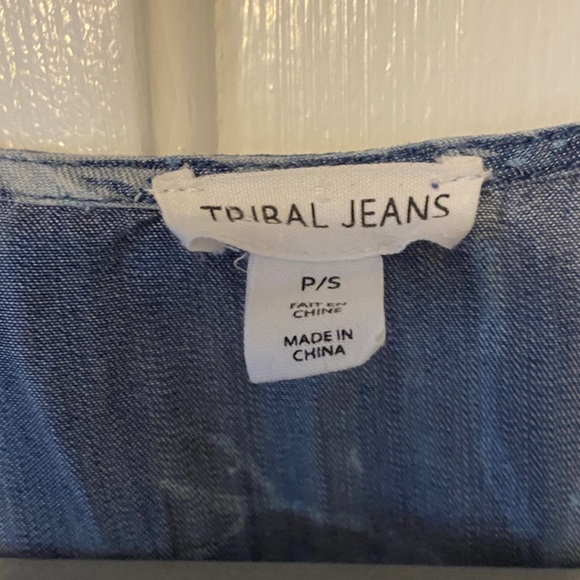 TRIBAL JEANS
P/S
FAIT EN
CHINE
MADE IN
CHINA